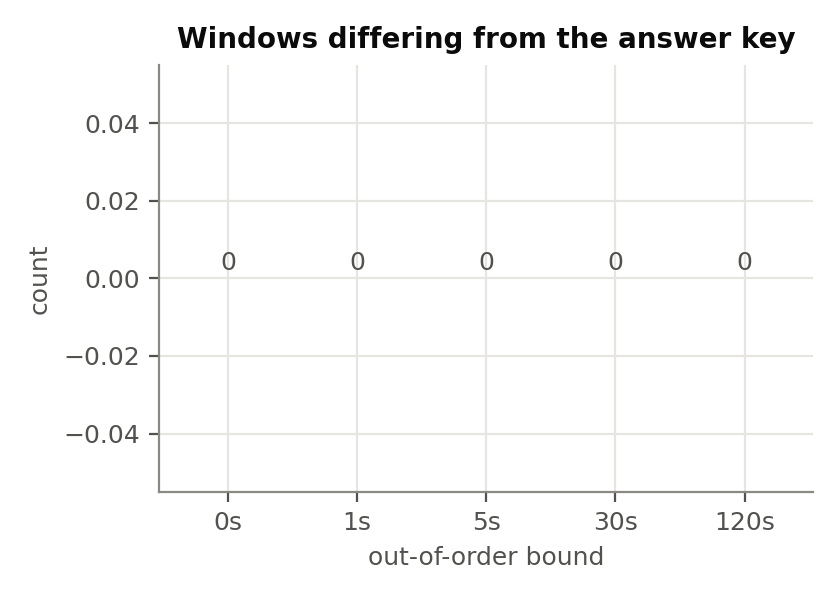 Windows differing from the answer key
0.04
0.02
0.00
−0.02
−0.04
count
0 0 0 0 0
0s 1s 5s 30s 120s
out-of-order bound